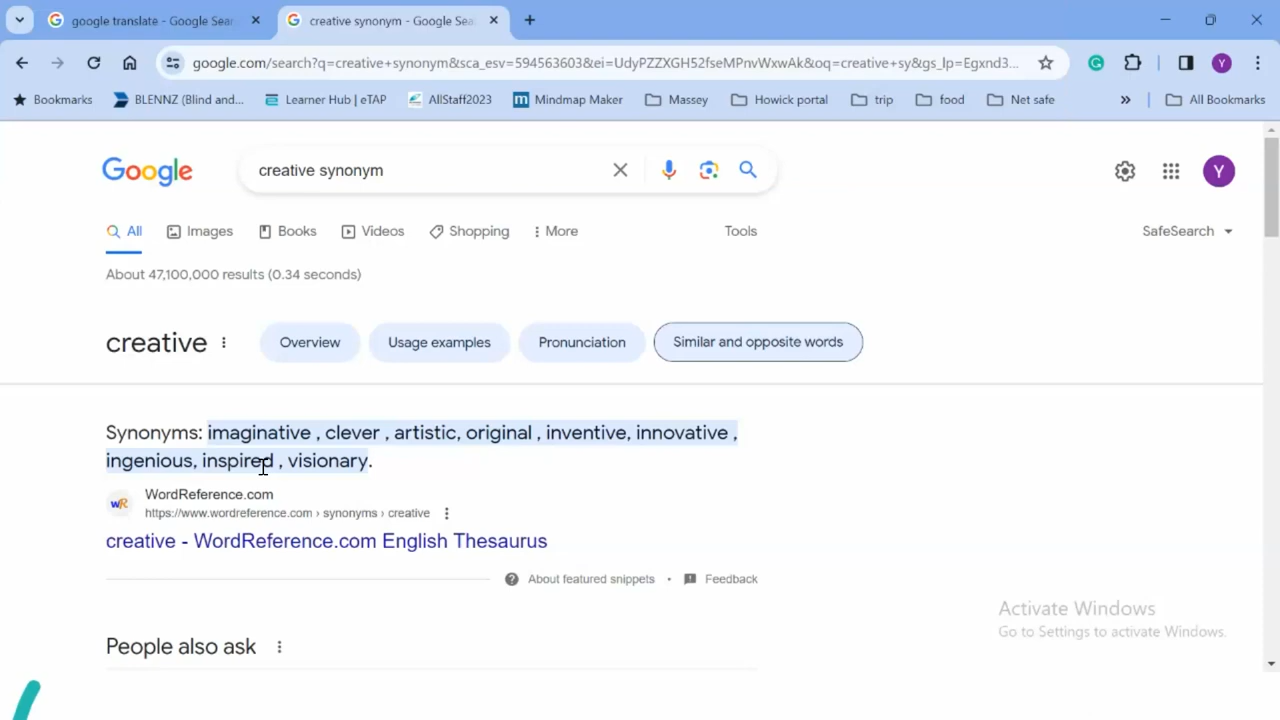 google translate - Google Sear
creative synonym - Google Sea
google.com/search?q=creative+synonym&sca_esv=594563603&ei=UdyPZZXGH52fseMPnvWxwAk&oq=creative+sy&gs_lp=Egxnd3...
Y
Bookmarks
BLENNZ (Blind and...
Learner Hub | eTAP
AllStaff2023
m Mindmap Maker
Massey
Howick portal
trip
food
Net safe
»
All Bookmarks
Google
creative synonym
Y
All
Images
Books
Videos
Shopping
More
Tools
SafeSearch
About 47,100,000 results (0.34 seconds)
creative
Overview
Usage examples
Pronunciation
Similar and opposite words
Synonyms: imaginative , clever , artistic, original , inventive, innovative ,
ingenious, inspired , visionary.
WR
WordReference.com
https://www.wordreference.com › synonyms › creative
creative - WordReference.com English Thesaurus
About featured snippets
•
Feedback
Activate Windows
Go to Settings to activate Windows.
People also ask